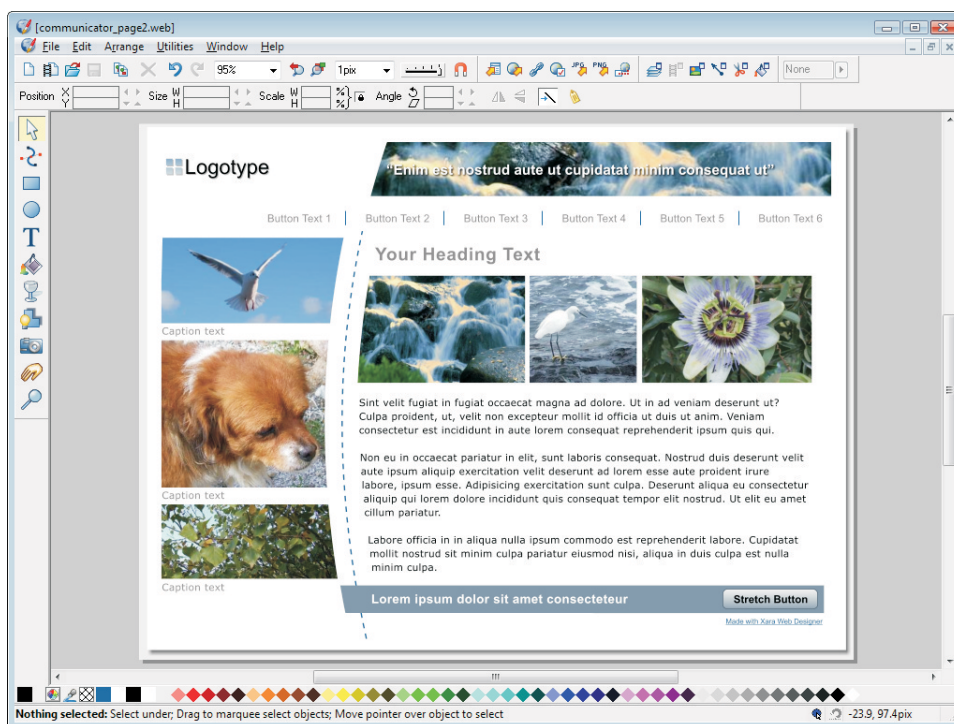 [communicator_page2.web]
File Edit Arrange Utilities Window Help
95% 1pix JPG PNG None
Position X Y Size W H Scale W H % % Angle
Logotype
"Enim est nostrud aute ut cupidatat minim consequat ut"
Button Text 1 Button Text 2 Button Text 3 Button Text 4 Button Text 5 Button Text 6
Your Heading Text
Caption text
Caption text
Caption text
Sint velit fugiat in fugiat occaecat magna ad dolore. Ut in ad veniam deserunt ut?
Culpa proident, ut, velit non excepteur mollit id officia ut duis ut anim. Veniam
consectetur est incididunt in aute lorem consequat reprehenderit ipsum quis qui.
Non eu in occaecat pariatur in elit, sunt laboris consequat. Nostrud duis deserunt velit
aute ipsum aliquip exercitation velit deserunt ad lorem esse aute proident irure
labore, ipsum esse. Adipisicing exercitation sunt culpa. Deserunt aliqua eu consectetur
aliquip qui lorem dolore incididunt quis consequat tempor elit nostrud. Ut elit eu amet
cillum pariatur.
Labore officia in in aliqua nulla ipsum commodo est reprehenderit labore. Cupidatat
mollit nostrud sit minim culpa pariatur eiusmod nisi, aliqua in duis culpa est nulla
minim culpa.
Lorem ipsum dolor sit amet consecteteur Stretch Button
Made with Xara Web Designer
Nothing selected: Select under; Drag to marquee select objects; Move pointer over object to select -23.9, 97.4pix